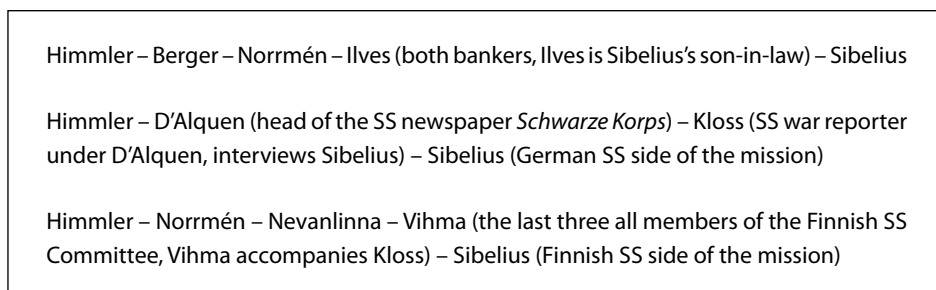 Himmler – Berger – Norrmén – Ilves (both bankers, Ilves is Sibelius’s son-in-law) – Sibelius
Himmler – D’Alquen (head of the SS newspaper Schwarze Korps) – Kloss (SS war reporter
under D’Alquen, interviews Sibelius) – Sibelius (German SS side of the mission)
Himmler – Norrmén – Nevanlinna – Vihma (the last three all members of the Finnish SS
Committee, Vihma accompanies Kloss) – Sibelius (Finnish SS side of the mission)